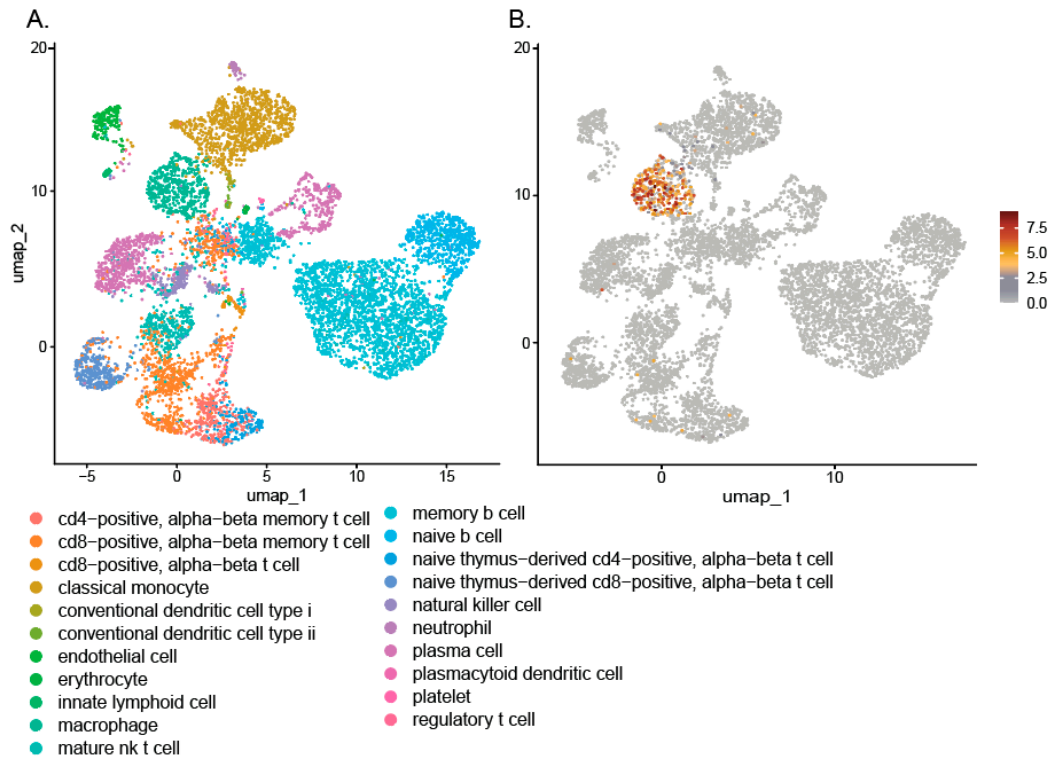 A.
B.
20
10
0
umap_2
−5
0
5
10
15
umap_1
20
10
0
0
10
umap_1
7.5
5.0
2.5
0.0
cd4−positive, alpha−beta memory t cell
cd8−positive, alpha−beta memory t cell
cd8−positive, alpha−beta t cell
classical monocyte
conventional dendritic cell type i
conventional dendritic cell type ii
endothelial cell
erythrocyte
innate lymphoid cell
macrophage
mature nk t cell
memory b cell
naive b cell
naive thymus−derived cd4−positive, alpha−beta t cell
naive thymus−derived cd8−positive, alpha−beta t cell
natural killer cell
neutrophil
plasma cell
plasmacytoid dendritic cell
platelet
regulatory t cell